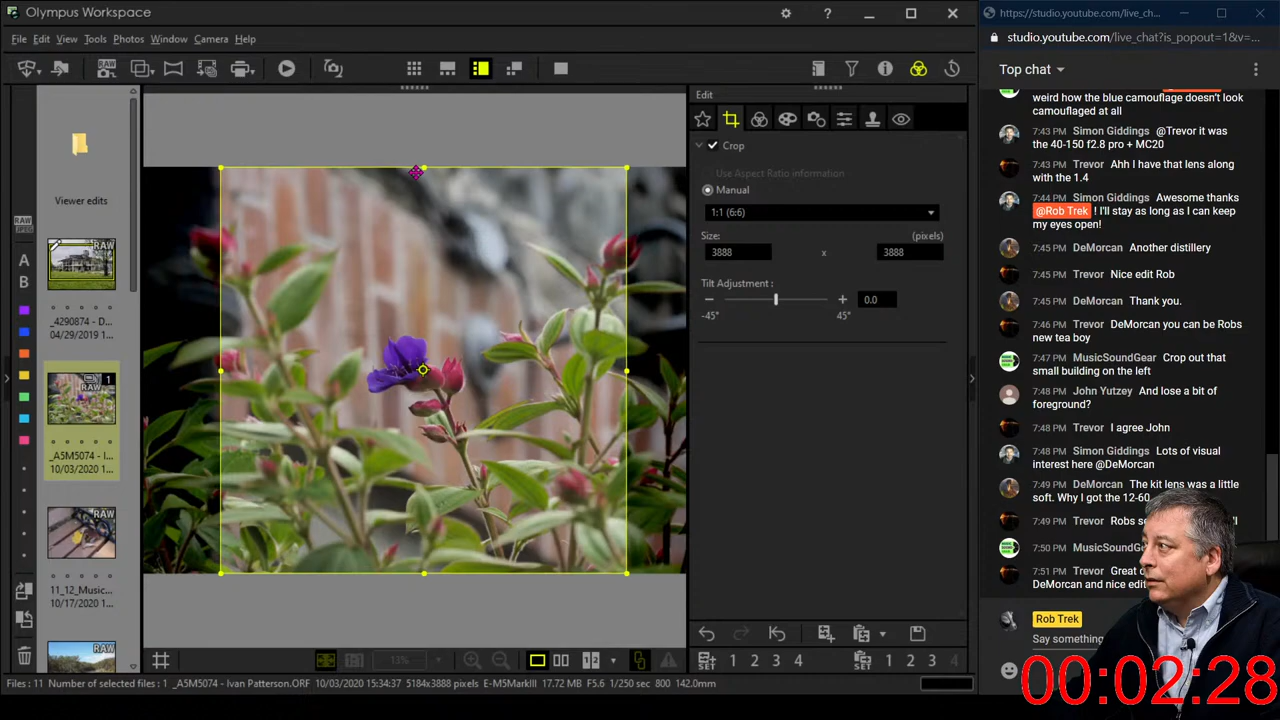 Olympus Workspace
File Edit View Tools Photos Window Camera Help
Viewer edits
RAW
_4290874 - D...
04/29/2019 1...
RAW
1
_A5M5074 - I...
10/03/2020 1...
11_12_Music...
10/17/2020 1...
RAW
RAW
JPEG
A
B
Edit
Crop
Use Aspect Ratio information
Manual
1:1 (6:6)
Size: (pixels)
3888 x 3888
Tilt Adjustment :
0.0
-45° 45°
13%
1 2 3 4
1 2 3 4
Files : 11 Number of selected files : 1 _A5M5074 - Ivan Patterson.ORF 10/03/2020 15:34:37 5184x3888 pixels E-M5MarkIII 17.72 MB F5.6 1/250 sec 800 142.0mm
https://studio.youtube.com/live_c...
studio.youtube.com/live_chat?is_popout=1&v=...
Top chat
weird how the blue camouflage doesn't look
camouflaged at all
7:43 PM Simon Giddings @Trevor it was
the 40-150 f2.8 pro + MC20
7:43 PM Trevor Ahh I have that lens along
with the 1.4
7:44 PM Simon Giddings Awesome thanks
@Rob Trek ! I'll stay as long as I can keep
my eyes open!
7:45 PM DeMorcan Another distillery
7:45 PM Trevor Nice edit Rob
7:45 PM DeMorcan Thank you.
7:46 PM Trevor DeMorcan you can be Robs
new tea boy
7:47 PM MusicSoundGear Crop out that
small building on the left
7:48 PM John Yutzey And lose a bit of
foreground?
7:48 PM Trevor I agree John
7:48 PM Simon Giddings Lots of visual
interest here @DeMorcan
7:49 PM DeMorcan The kit lens was a little
soft. Why I got the 12-60
7:49 PM Trevor Robs
7:50 PM MusicSoundG
7:51 PM Trevor Great
DeMorcan and nice edit
Rob Trek
Say something
00:02:28